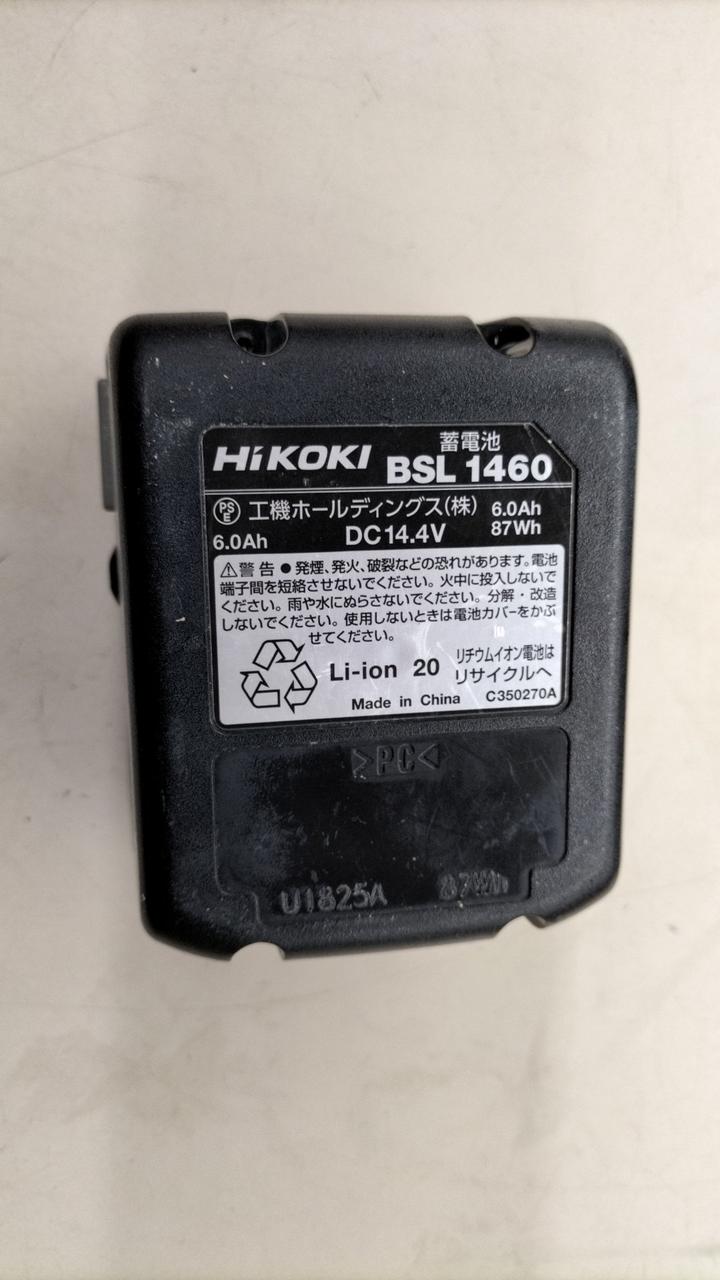 HiKOKI 蓄電池
BSL 1460
PSE 工機ホールディングス(株) 6.0Ah
6.0Ah DC14.4V 87Wh
⚠警告 ●発煙、発火、破裂などの恐れがあります。電池
端子間を短絡させないでください。火中に投入しないで
ください。雨や水にぬらさないでください。分解・改造
しないでください。使用しないときは電池カバーをかぶ
せてください。
Li-ion 20 リチウムイオン電池は
リサイクルへ
Made in China C350270A
>PC<
U1825A 87Wh